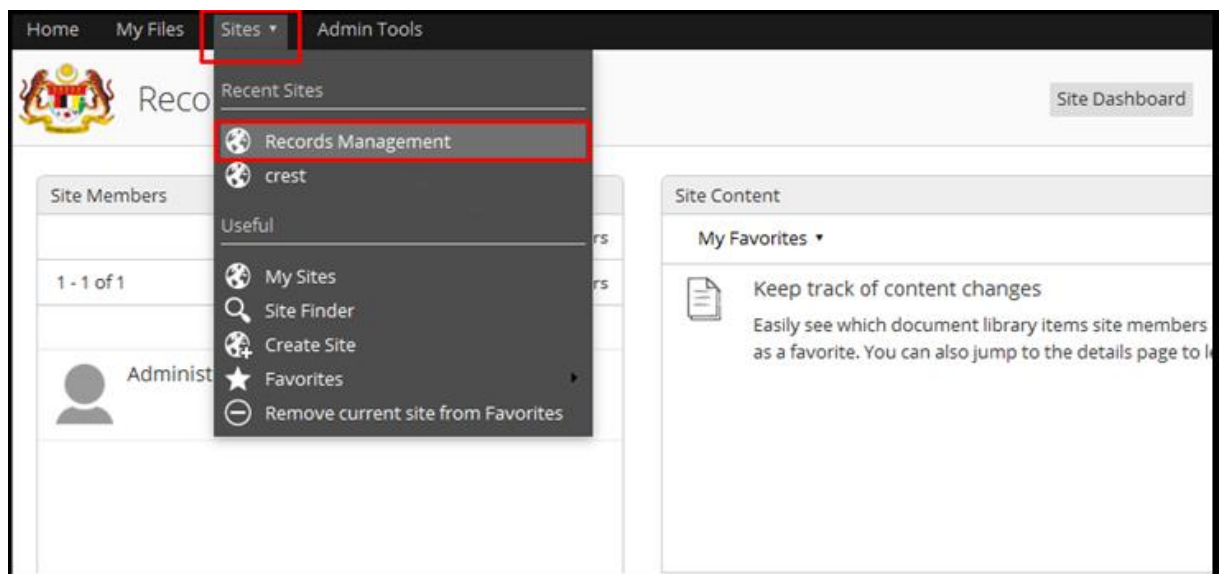 Home My Files Sites Admin Tools
Reco
Site Dashboard
Recent Sites
Records Management
crest
Useful
My Sites
Site Finder
Create Site
Favorites
Remove current site from Favorites
Site Members
rs
1 - 1 of 1
rs
Administ
Site Content
My Favorites
Keep track of content changes
Easily see which document library items site members
as a favorite. You can also jump to the details page to l